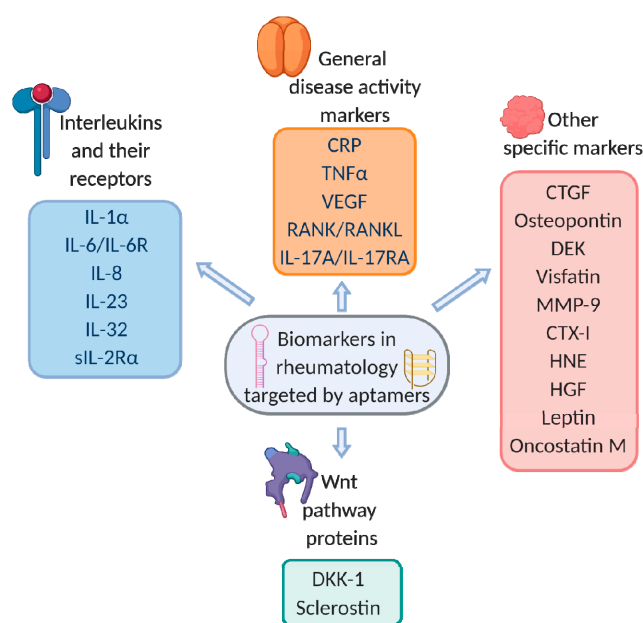 General
disease activity
markers
CRP
TNFα
VEGF
RANK/RANKL
IL-17A/IL-17RA
Interleukins
and their
receptors
IL-1α
IL-6/IL-6R
IL-8
IL-23
IL-32
sIL-2Rα
Other
specific markers
CTGF
Osteopontin
DEK
Visfatin
MMP-9
CTX-I
HNE
HGF
Leptin
Oncostatin M
Biomarkers in
rheumatology
targeted by aptamers
Wnt
pathway
proteins
DKK-1
Sclerostin